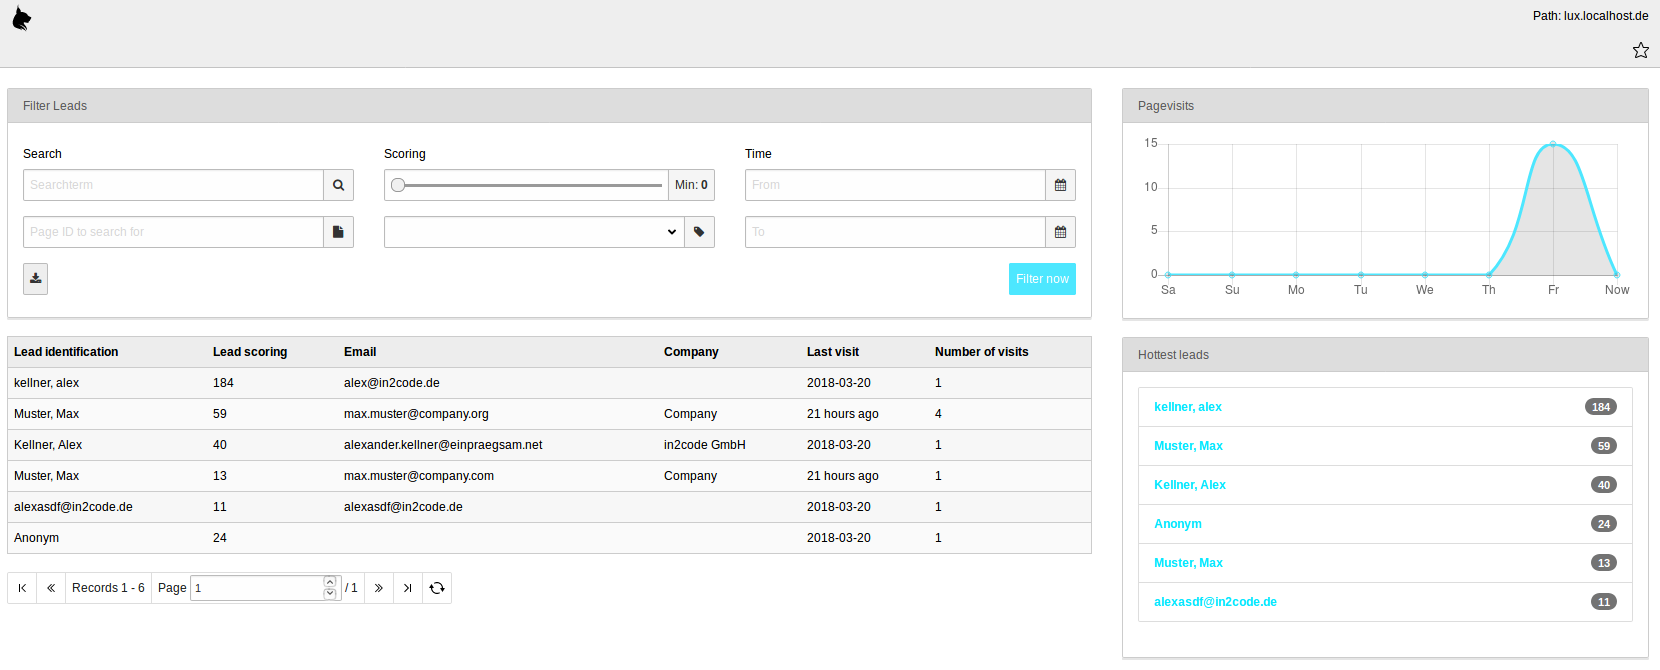 Path: lux.localhost.de
Filter Leads
Search Scoring Time
Searchterm Min: 0 From
Page ID to search for To
Filter now
Lead identification Lead scoring Email Company Last visit Number of visits
kellner, alex 184 alex@in2code.de 2018-03-20 1
Muster, Max 59 max.muster@company.org Company 21 hours ago 4
Kellner, Alex 40 alexander.kellner@einpraegsam.net in2code GmbH 2018-03-20 1
Muster, Max 13 max.muster@company.com Company 21 hours ago 1
alexasdf@in2code.de 11 alexasdf@in2code.de 2018-03-20 1
Anonym 24 2018-03-20 1
Records 1 - 6 Page 1 / 1
Pagevisits
15
10
5
0
Sa Su Mo Tu We Th Fr Now
Hottest leads
kellner, alex 184
Muster, Max 59
Kellner, Alex 40
Anonym 24
Muster, Max 13
alexasdf@in2code.de 11